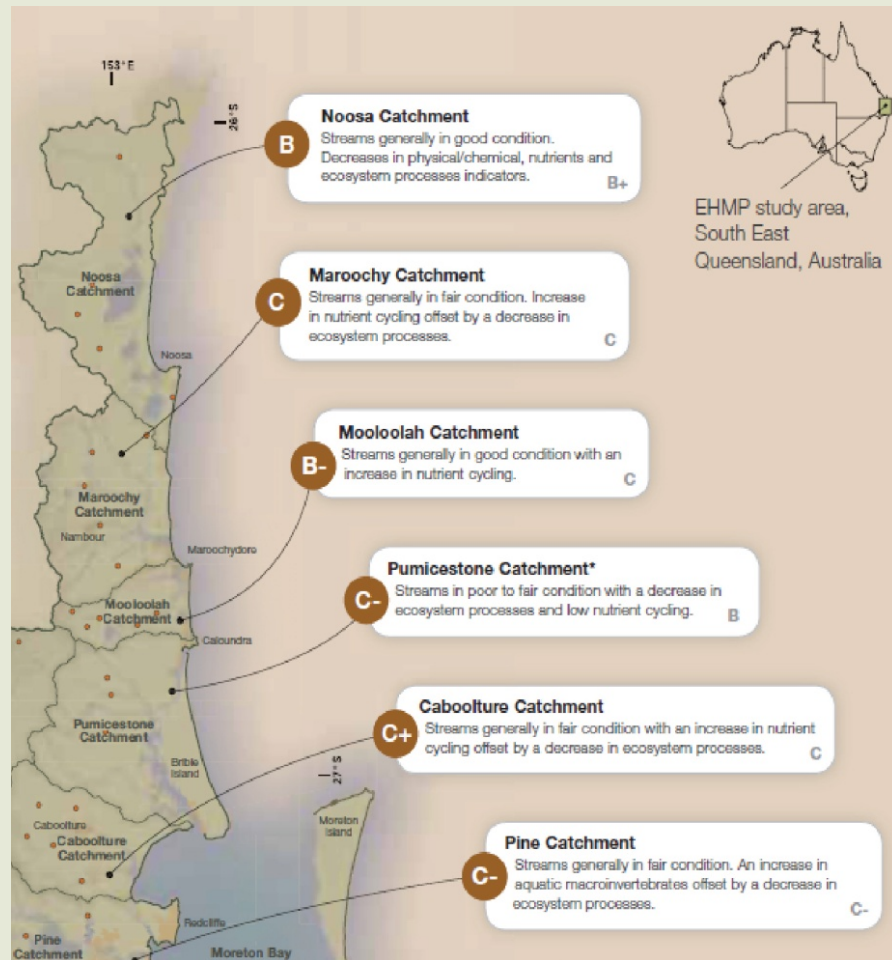 153°E
26°S
B
Noosa Catchment
Streams generally in good condition.
Decreases in physical/chemical, nutrients and
ecosystem processes indicators.
B+
EHMP study area,
South East
Queensland, Australia
Noosa
Catchment
C
Maroochy Catchment
Streams generally in fair condition. Increase
in nutrient cycling offset by a decrease in
ecosystem processes.
C
Noosa
B-
Mooloolah Catchment
Streams generally in good condition with an
increase in nutrient cycling.
C
Maroochy
Catchment
Nambour
Maroochydore
C-
Pumicestone Catchment*
Streams in poor to fair condition with a decrease in
ecosystem processes and low nutrient cycling.
B
Mooloolah
Catchment
Caloundra
C+
Caboolture Catchment
Streams generally in fair condition with an increase in nutrient
cycling offset by a decrease in ecosystem processes.
C
Pumicestone
Catchment
Bribie
Island
27°S
Moreton
Island
Caboolture
Caboolture
Catchment
C-
Pine Catchment
Streams generally in fair condition. An increase in
aquatic macroinvertebrates offset by a decrease in
ecosystem processes.
C-
Redcliffe
Pine
Catchment
Moreton Bay